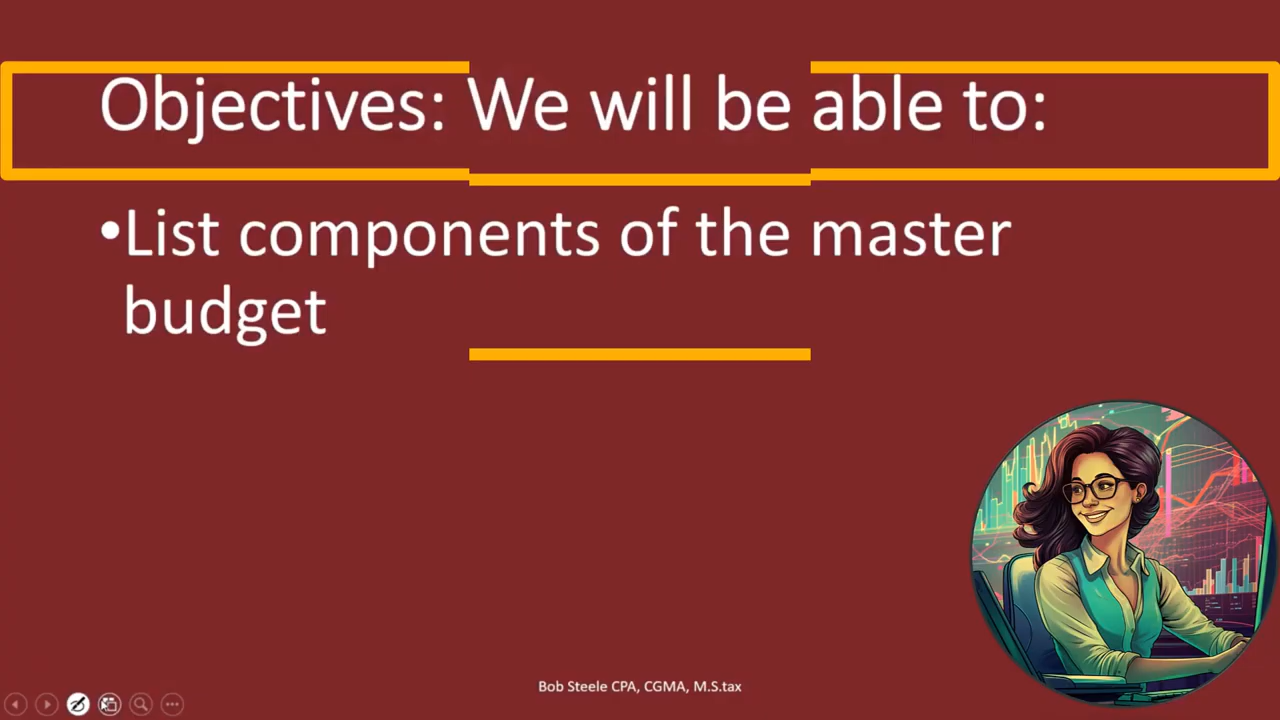 Objectives: We will be able to:
•List components of the master
budget
Bob Steele CPA, CGMA, M.S.tax